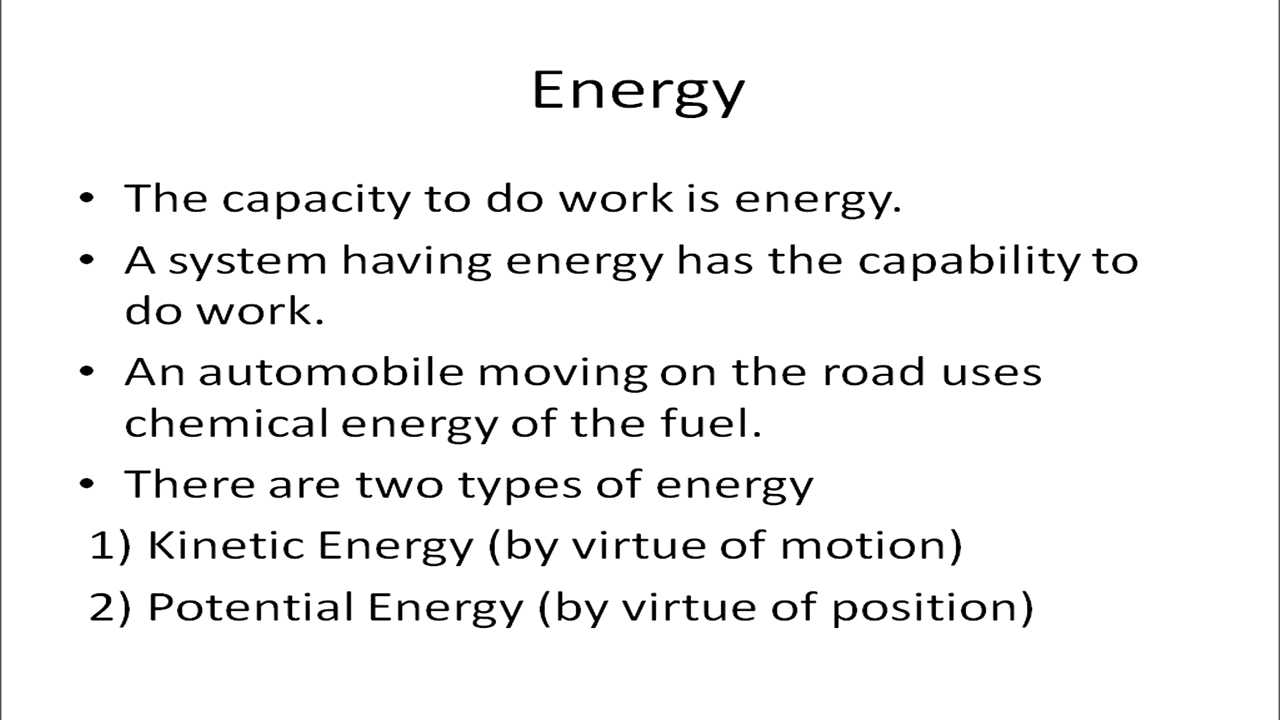 Energy
• The capacity to do work is energy.
• A system having energy has the capability to
do work.
• An automobile moving on the road uses
chemical energy of the fuel.
• There are two types of energy
1) Kinetic Energy (by virtue of motion)
2) Potential Energy (by virtue of position)